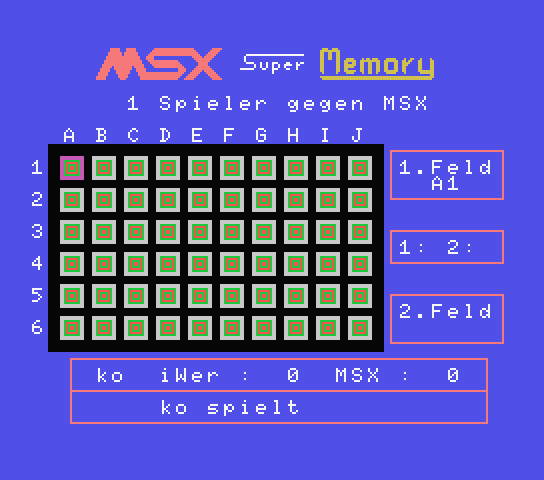 MSX Super Memory
1 Spieler gegen MSX
A B C D E F G H I J
1
2
3
4
5
6
1.Feld
A1
1: 2:
2.Feld
ko iWer : 0 MSX : 0
ko spielt